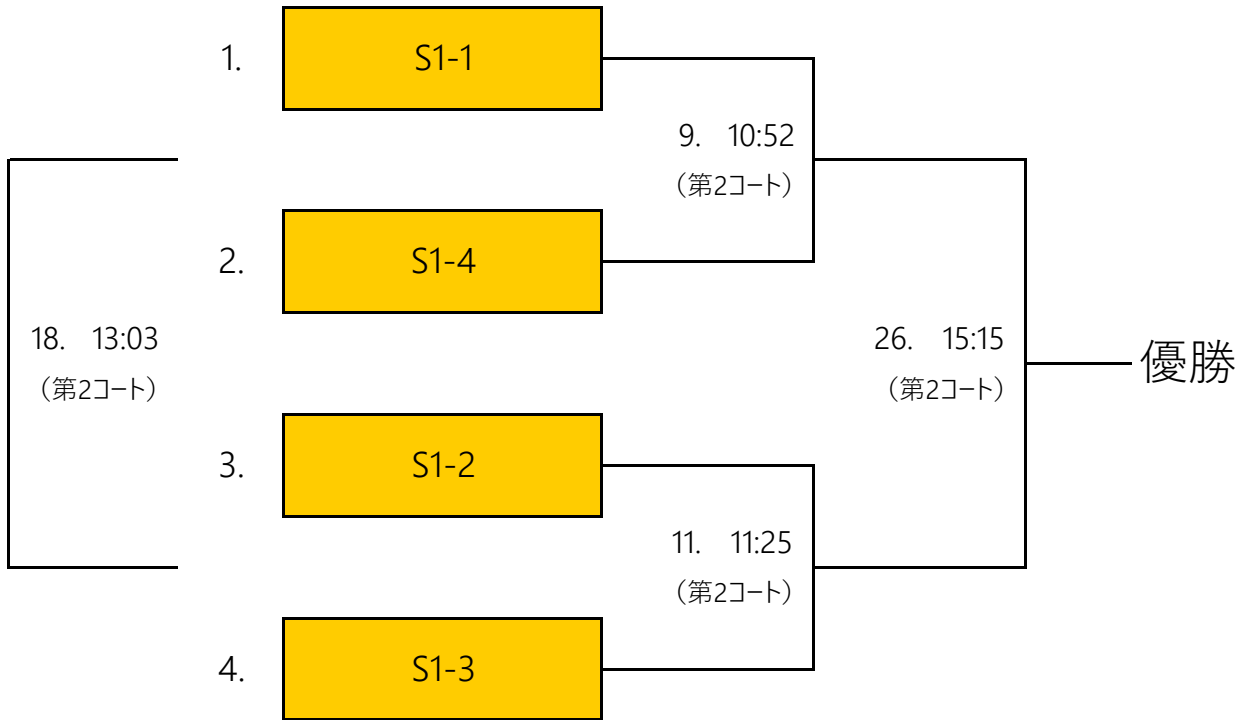 1. S1-1
9. 10:52
（第2コート）
2. S1-4
18. 13:03
（第2コート）
26. 15:15
（第2コート）
優勝
3. S1-2
11. 11:25
（第2コート）
4. S1-3